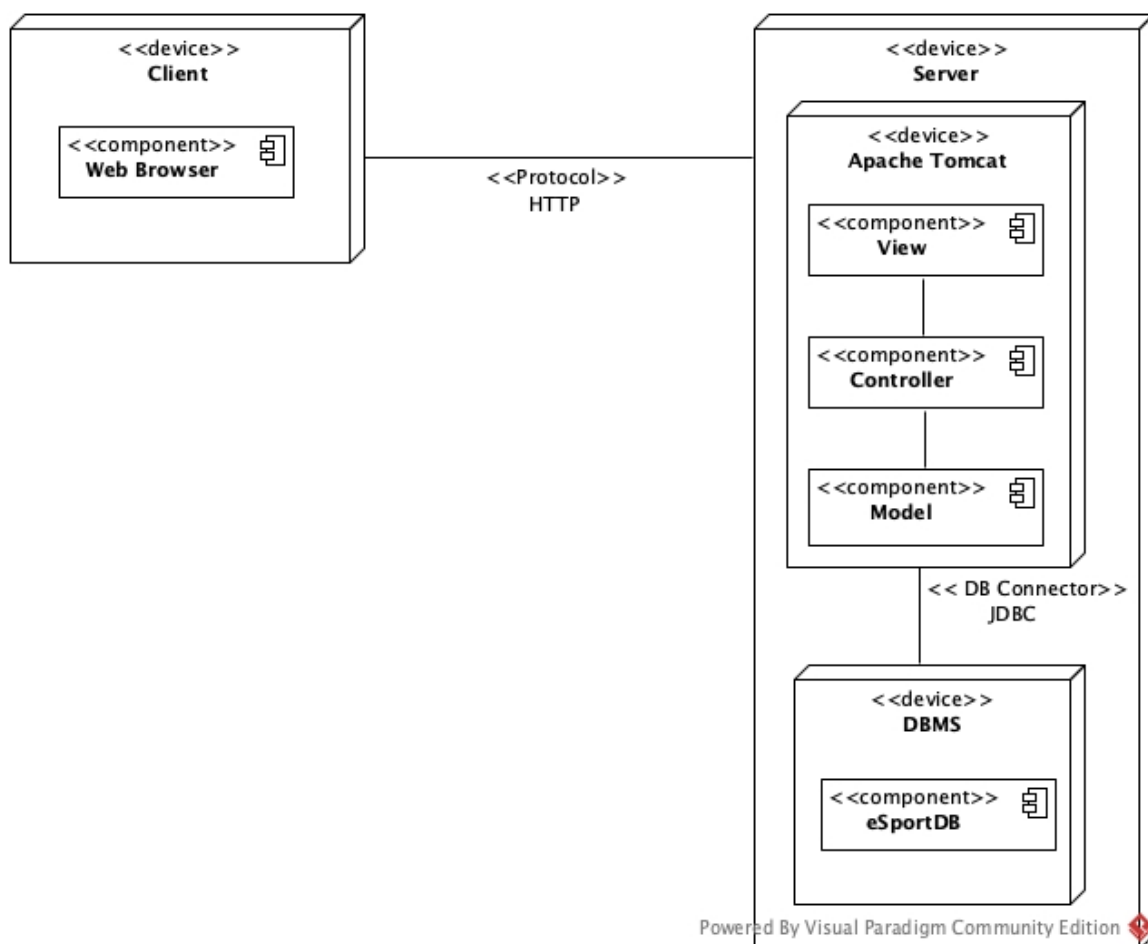 <<device>>
Client
<<component>>
Web Browser
<<Protocol>>
HTTP
<<device>>
Server
<<device>>
Apache Tomcat
<<component>>
View
<<component>>
Controller
<<component>>
Model
<< DB Connector>>
JDBC
<<device>>
DBMS
<<component>>
eSportDB
Powered By Visual Paradigm Community Edition